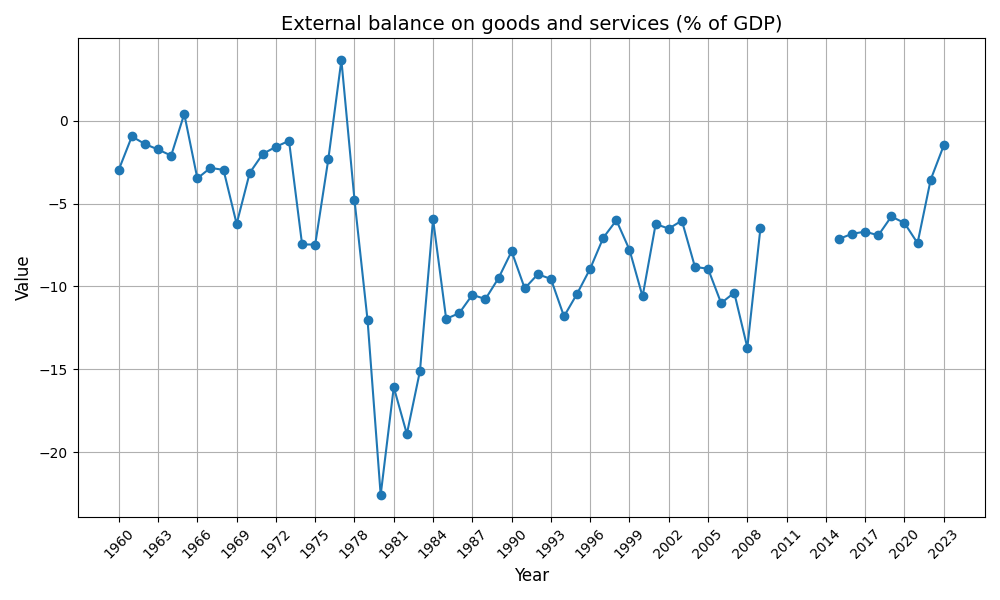 External balance on goods and services (% of GDP)
Value
0
−5
−10
−15
−20
1960 1963 1966 1969 1972 1975 1978 1981 1984 1987 1990 1993 1996 1999 2002 2005 2008 2011 2014 2017 2020 2023
Year